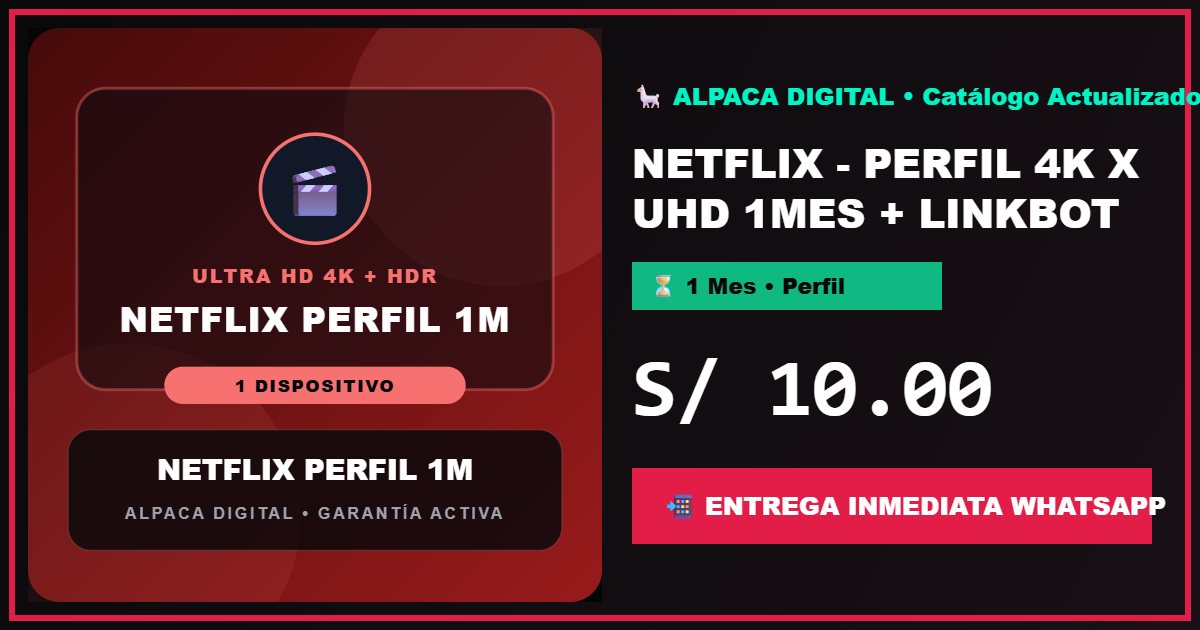 ULTRA HD 4K + HDR
NETFLIX PERFIL 1M
1 DISPOSITIVO
NETFLIX PERFIL 1M
ALPACA DIGITAL • GARANTÍA ACTIVA
🦙 ALPACA DIGITAL • Catálogo Actualizado
NETFLIX - PERFIL 4K X
UHD 1MES + LINKBOT
⏳ 1 Mes • Perfil
S/ 10.00
📲 ENTREGA INMEDIATA WHATSAPP